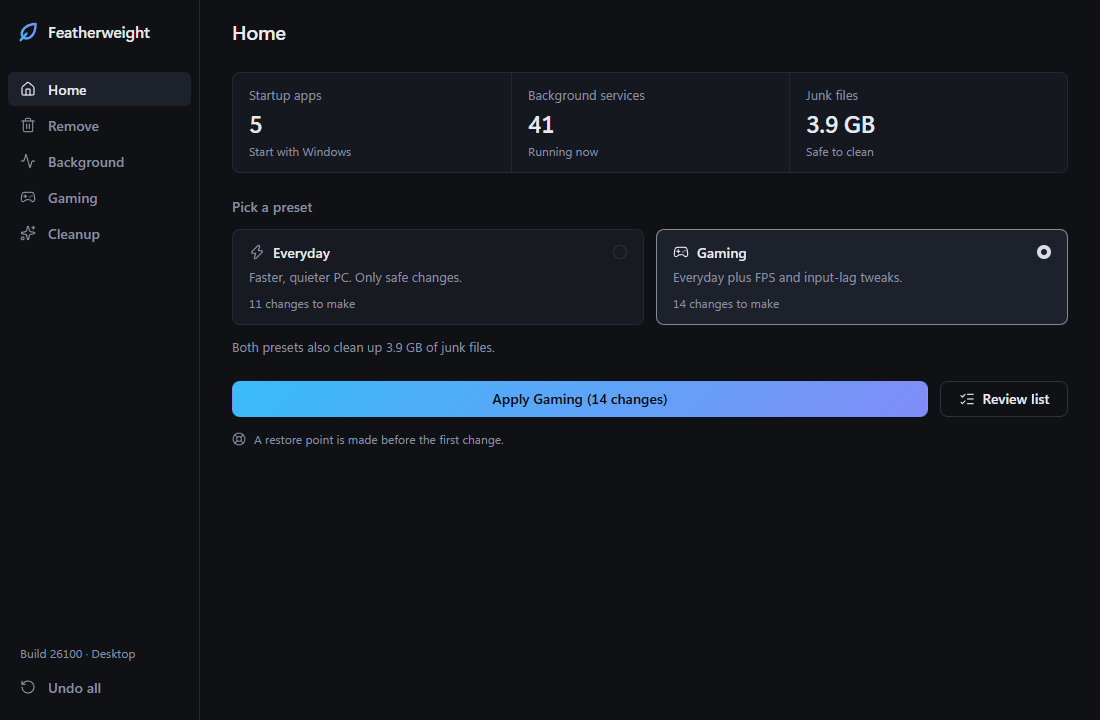 Featherweight
Home
Remove
Background
Gaming
Cleanup
Build 26100 · Desktop
Undo all
Home
Startup apps
5
Start with Windows
Background services
41
Running now
Junk files
3.9 GB
Safe to clean
Pick a preset
Everyday
Faster, quieter PC. Only safe changes.
11 changes to make
Gaming
Everyday plus FPS and input-lag tweaks.
14 changes to make
Both presets also clean up 3.9 GB of junk files.
Apply Gaming (14 changes)
Review list
A restore point is made before the first change.